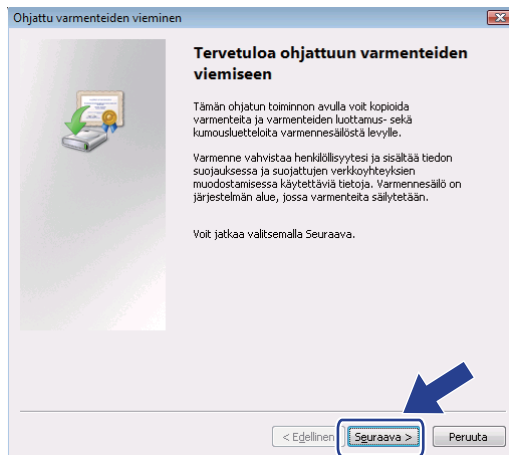 Ohjattu varmenteiden vieminen
Tervetuloa ohjattuun varmenteiden
viemiseen
Tämän ohjatun toiminnon avulla voit kopioida
varmenteita ja varmenteiden luottamus- sekä
kumousluetteloita varmennesäilöstä levylle.
Varmenne vahvistaa henkilöllisyytesi ja sisältää tiedon
suojauksessa ja suojattujen verkkoyhteyksien
muodostamisessa käytettäviä tietoja. Varmennesäilö on
järjestelmän alue, jossa varmenteita säilytetään.
Voit jatkaa valitsemalla Seuraava.
< Edellinen Seuraava > Peruuta